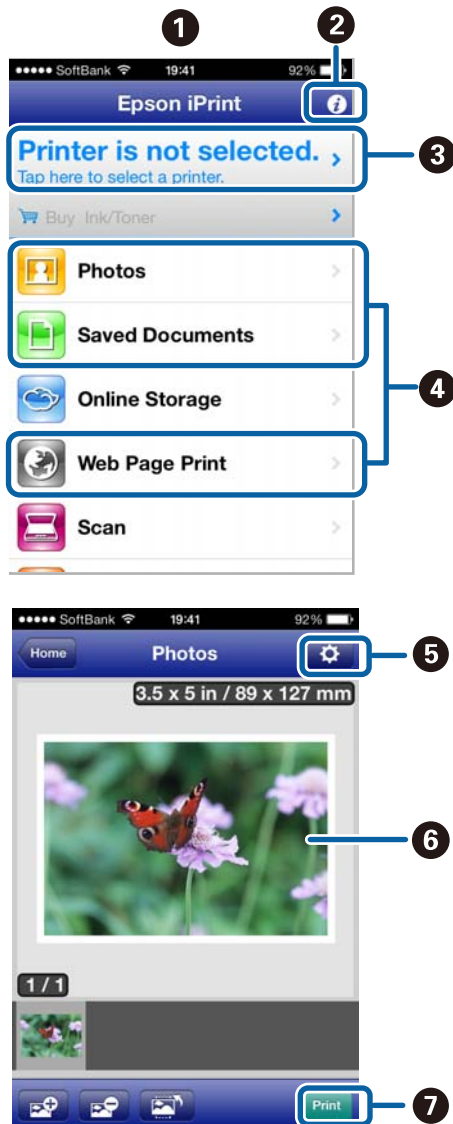 1
2
SoftBank 19:41 92%
Epson iPrint i
Printer is not selected.
3
Tap here to select a printer.
Buy Ink/Toner
Photos
Saved Documents
4
Online Storage
Web Page Print
Scan
SoftBank 19:41 92%
Home Photos
5
3.5 x 5 in / 89 x 127 mm
6
1 / 1
Print
7